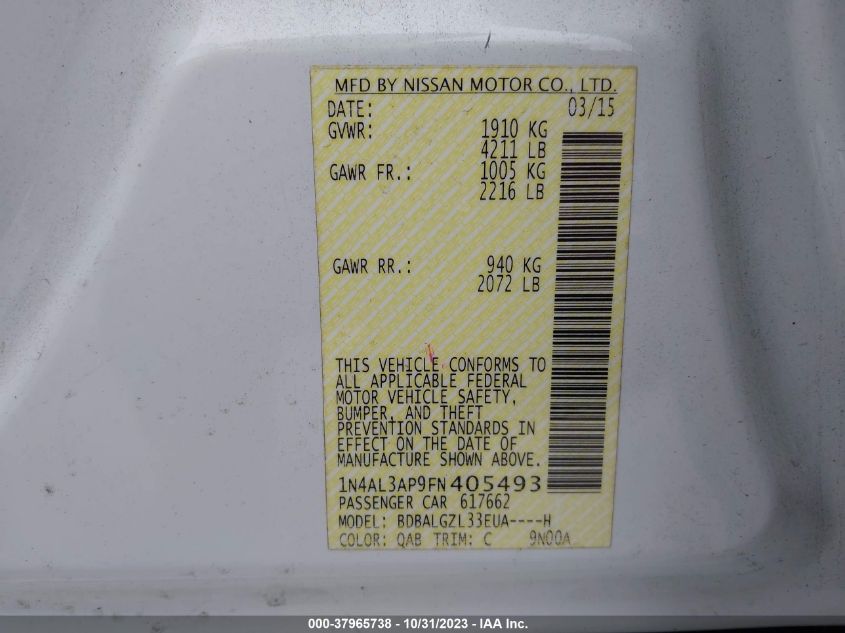 MFD BY NISSAN MOTOR CO., LTD.
DATE: 03/15
GVWR: 1910 KG
4211 LB
GAWR FR.: 1005 KG
2216 LB
GAWR RR.: 940 KG
2072 LB
THIS VEHICLE CONFORMS TO
ALL APPLICABLE FEDERAL
MOTOR VEHICLE SAFETY,
BUMPER, AND THEFT
PREVENTION STANDARDS IN
EFFECT ON THE DATE OF
MANUFACTURE SHOWN ABOVE.
1N4AL3AP9FN405493
PASSENGER CAR 617662
MODEL: BDBALGZL33EUA----H
COLOR: QAB TRIM: C 9N00A
000-37965738 - 10/31/2023 - IAA Inc.